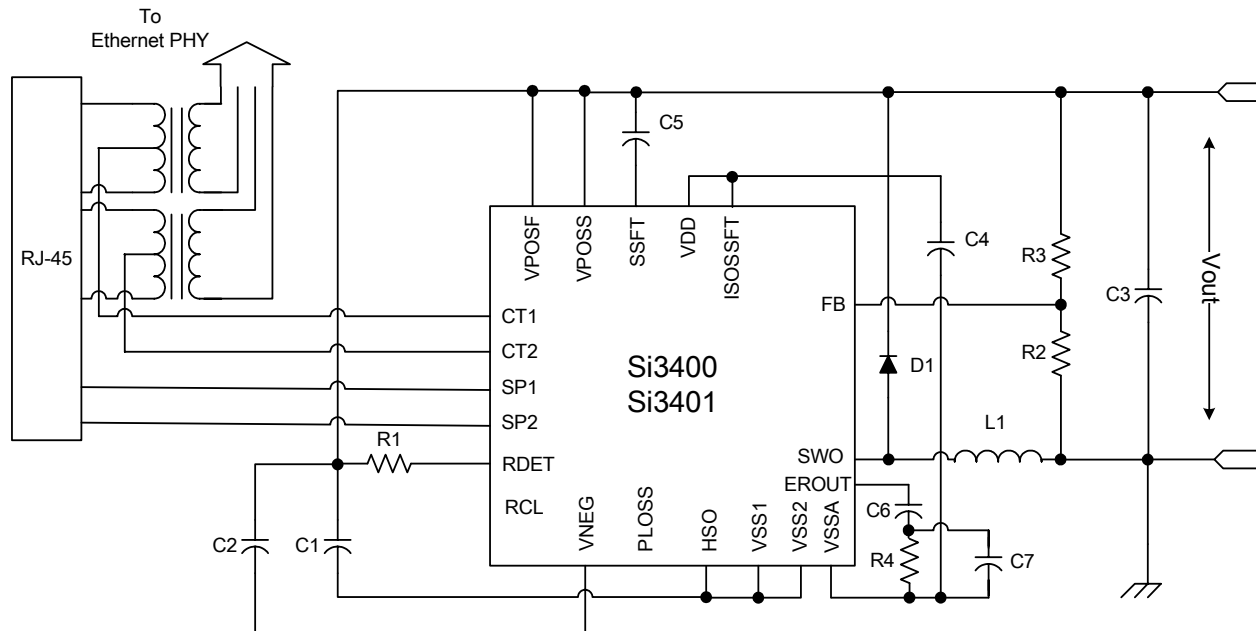 To
Ethernet PHY
RJ-45
C5
VPOSF
VPOSS
SSFT
VDD
ISOSSFT
C4
R3
C3
Vout
FB
R2
CT1
CT2
Si3400
Si3401
D1
SP1
SP2
L1
R1
RDET
SWO
EROUT
RCL
VNEG
PLOSS
HSO
VSS1
VSS2
VSSA
C6
C2
C1
R4
C7